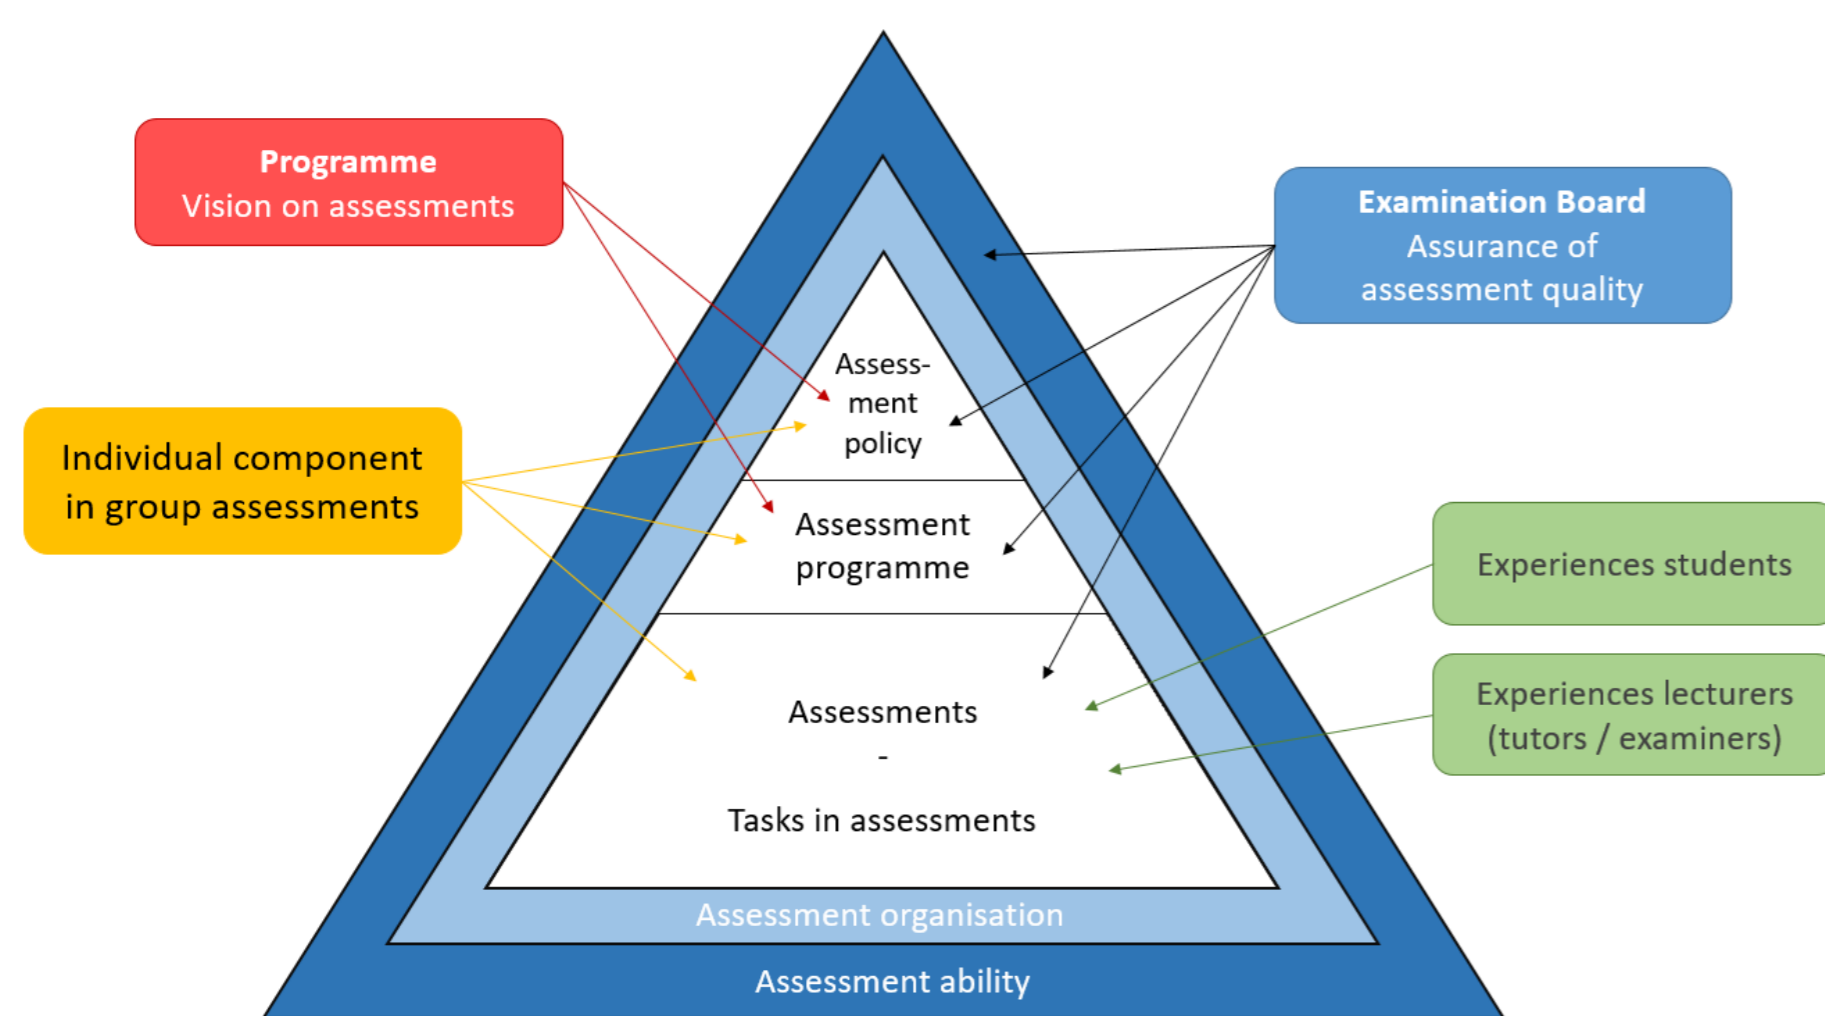 Programme
Vision on assessments
Examination Board
Assurance of
assessment quality
Assess-
ment
policy
Individual component
in group assessments
Assessment
programme
Experiences students
Experiences lecturers
(tutors / examiners)
Assessments
-
Tasks in assessments
Assessment organisation
Assessment ability